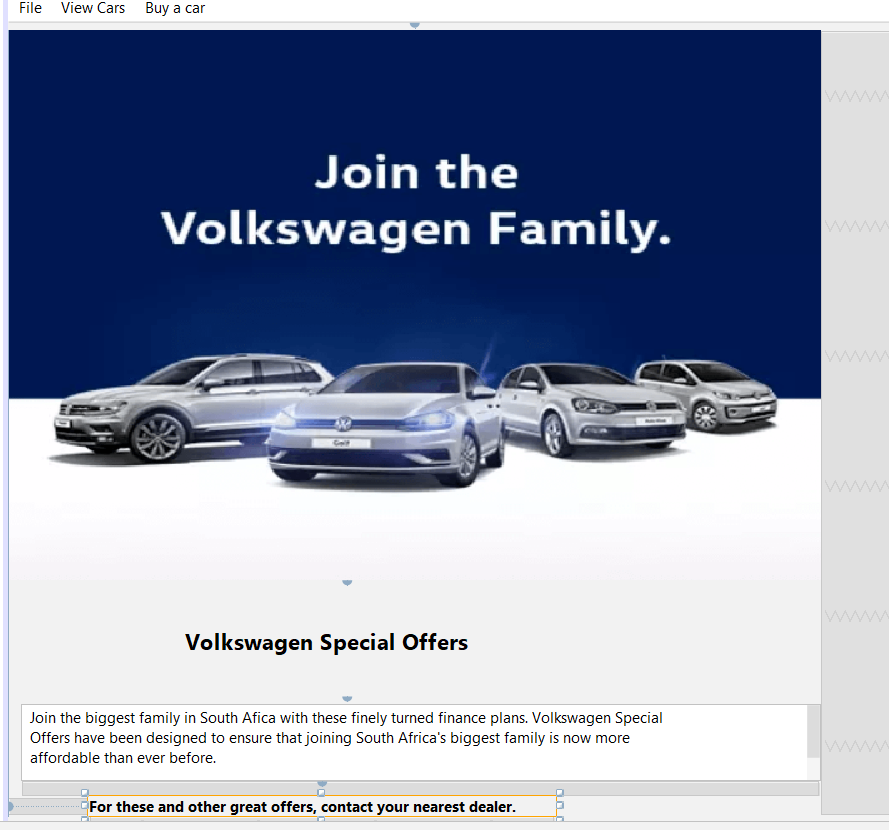 File View Cars Buy a car
Join the
Volkswagen Family.
Golf
Volkswagen Special Offers
Join the biggest family in South Afica with these finely turned finance plans. Volkswagen Special
Offers have been designed to ensure that joining South Africa's biggest family is now more
affordable than ever before.
For these and other great offers, contact your nearest dealer.